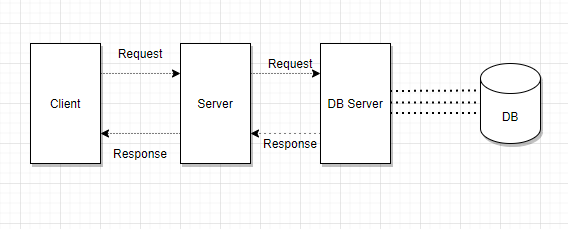 Request
Request
Client
Server
DB Server
DB
Response
Response